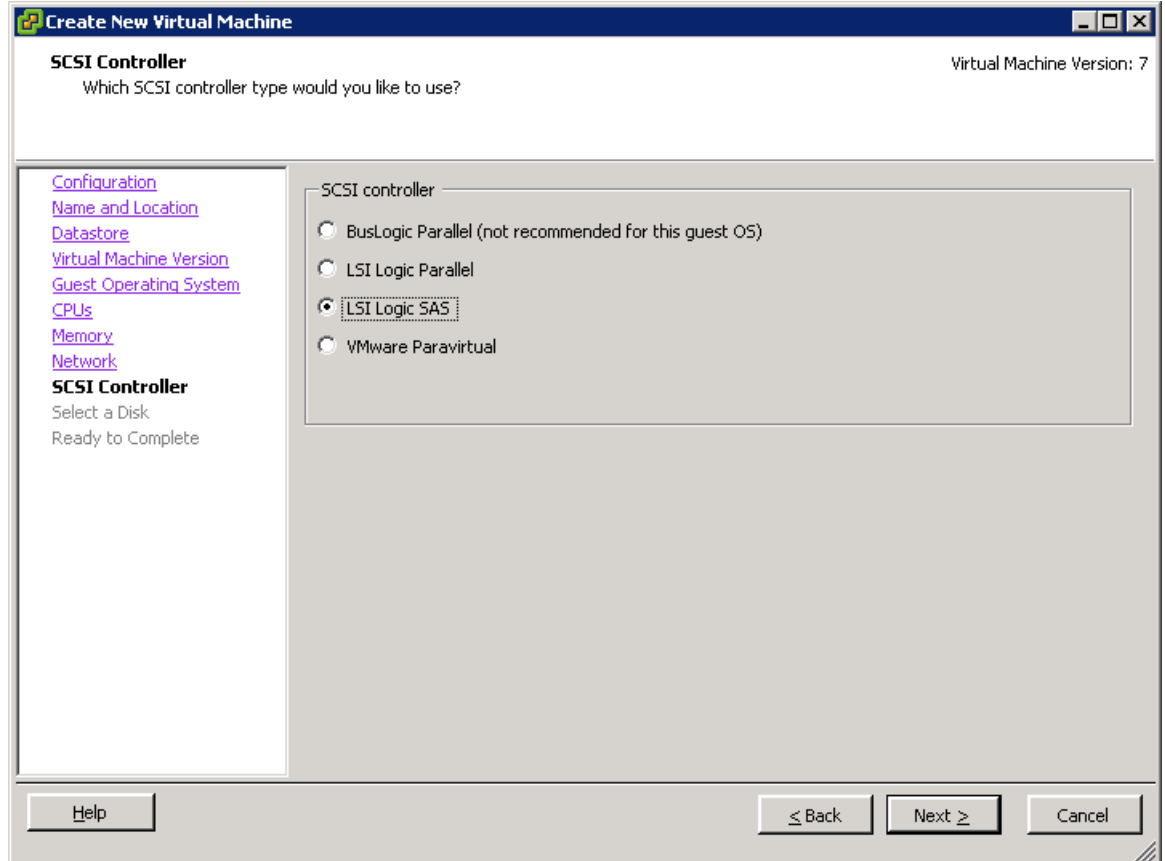 Create New Virtual Machine
SCSI Controller
Virtual Machine Version: 7
Which SCSI controller type would you like to use?
Configuration
Name and Location
Datastore
Virtual Machine Version
Guest Operating System
CPUs
Memory
Network
SCSI Controller
Select a Disk
Ready to Complete
SCSI controller
BusLogic Parallel (not recommended for this guest OS)
LSI Logic Parallel
LSI Logic SAS
VMware Paravirtual
Help
< Back
Next >
Cancel